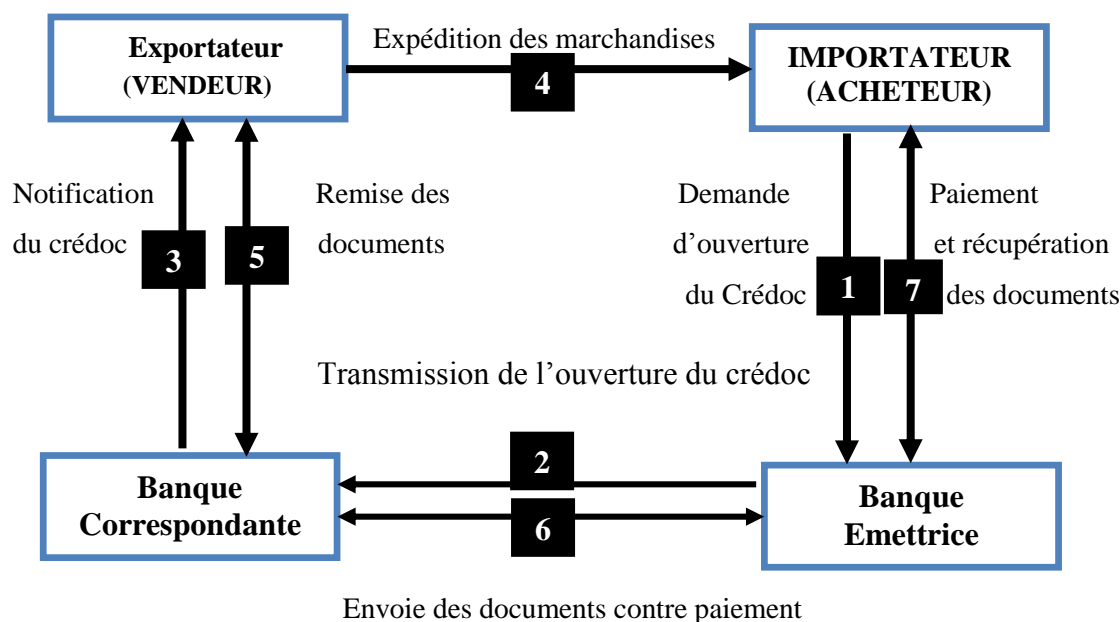 Exportateur
(VENDEUR)
Expédition des marchandises
4
IMPORTATEUR
(ACHETEUR)
Notification
du crédoc
3
5
Remise des
documents
Demande
d’ouverture
du Crédoc
1
7
Paiement
et récupération
des documents
Transmission de l’ouverture du crédoc
2
Banque
Correspondante
6
Banque
Emettrice
Envoie des documents contre paiement